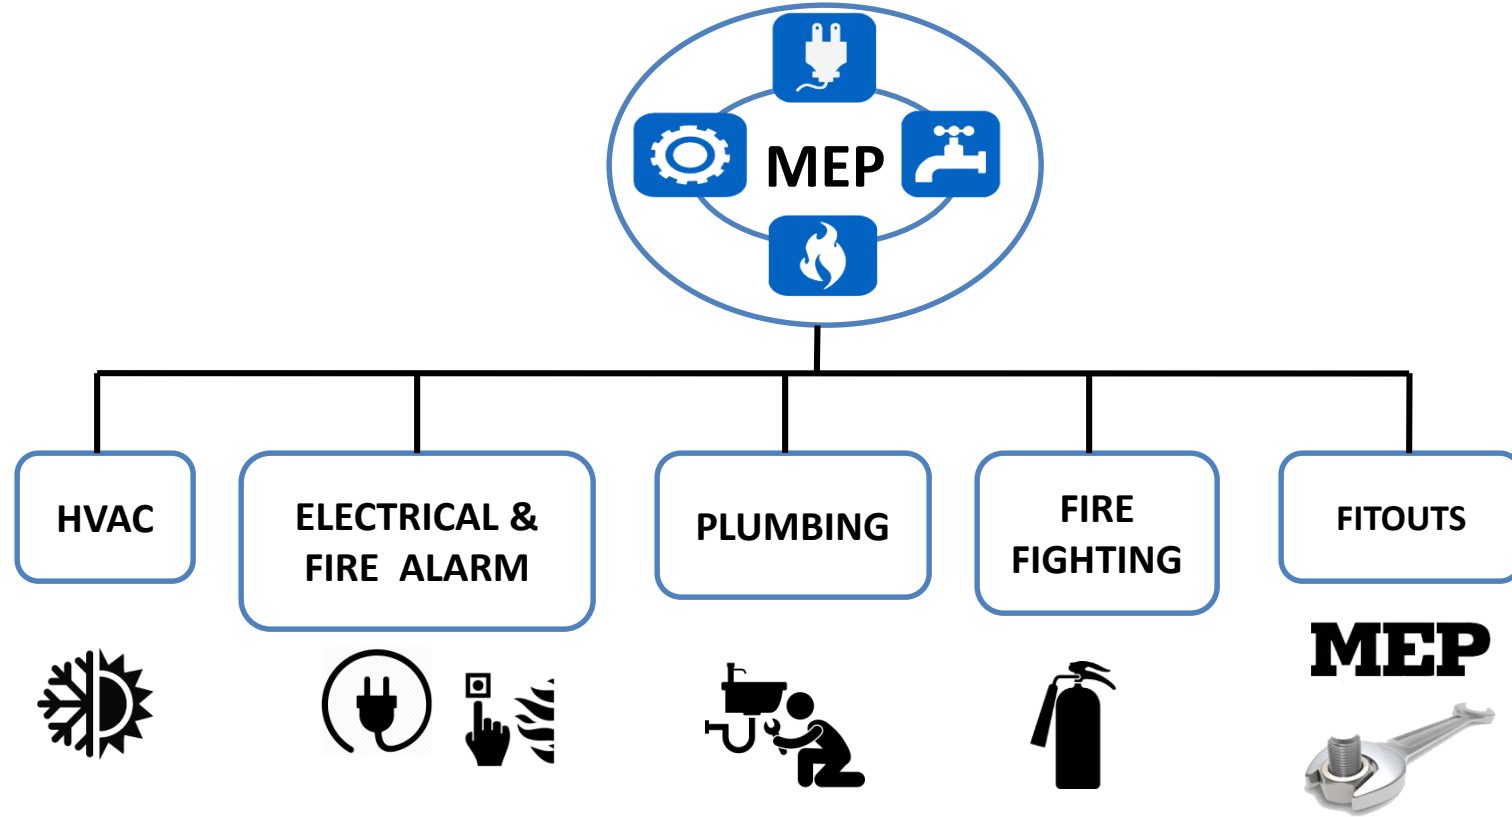 MEP
HVAC
ELECTRICAL &
FIRE ALARM
PLUMBING
FIRE
FIGHTING
FITOUTS
MEP